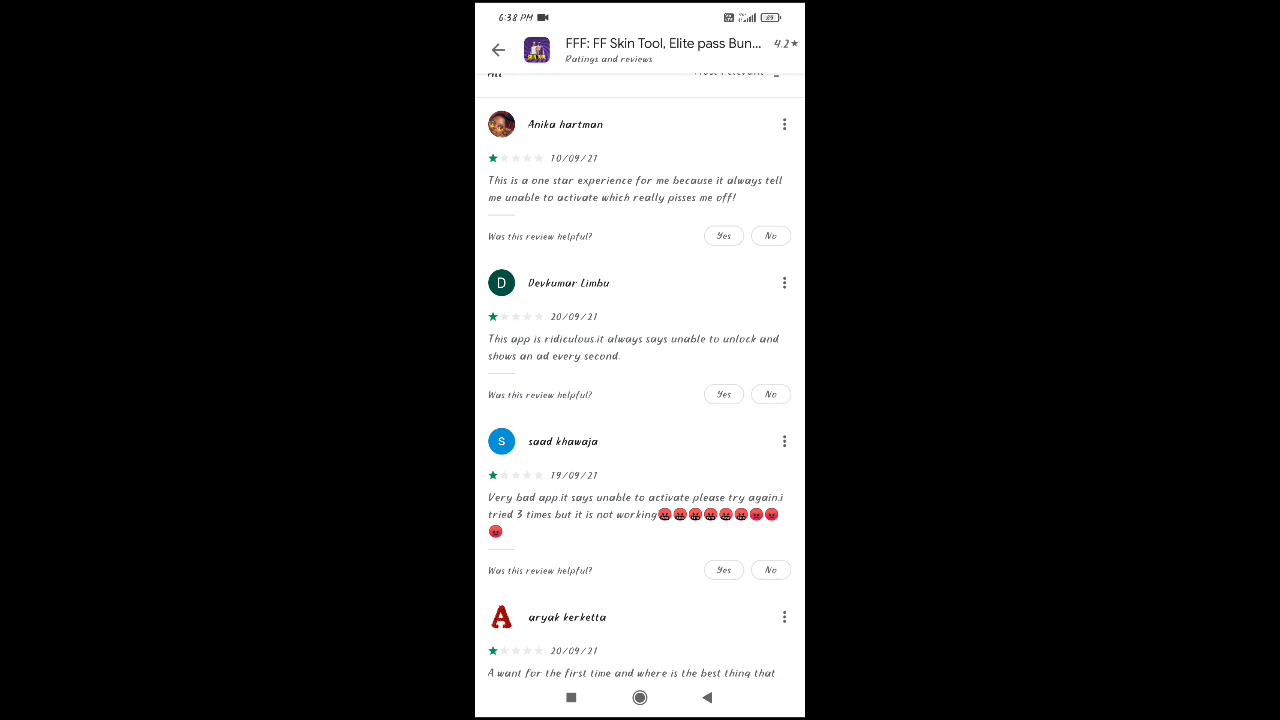 6:38 PM
89
FFF: FF Skin Tool, Elite pass Bun...
4.2★
Ratings and reviews
All
Most relevant
Anika hartman
10/09/21
This is a one star experience for me because it always tell
me unable to activate which really pisses me off!
Was this review helpful?
Yes
No
D
Devkumar Limbu
20/09/21
This app is ridiculous.it always says unable to unlock and
shows an ad every second.
Was this review helpful?
Yes
No
s
saad khawaja
19/09/21
Very bad app.it says unable to activate please try again.i
tried 3 times but it is not working🤬🤬🤬🤬🤬🤬😡😡
😡
Was this review helpful?
Yes
No
A
aryak kerketta
20/09/21
A want for the first time and where is the best thing that